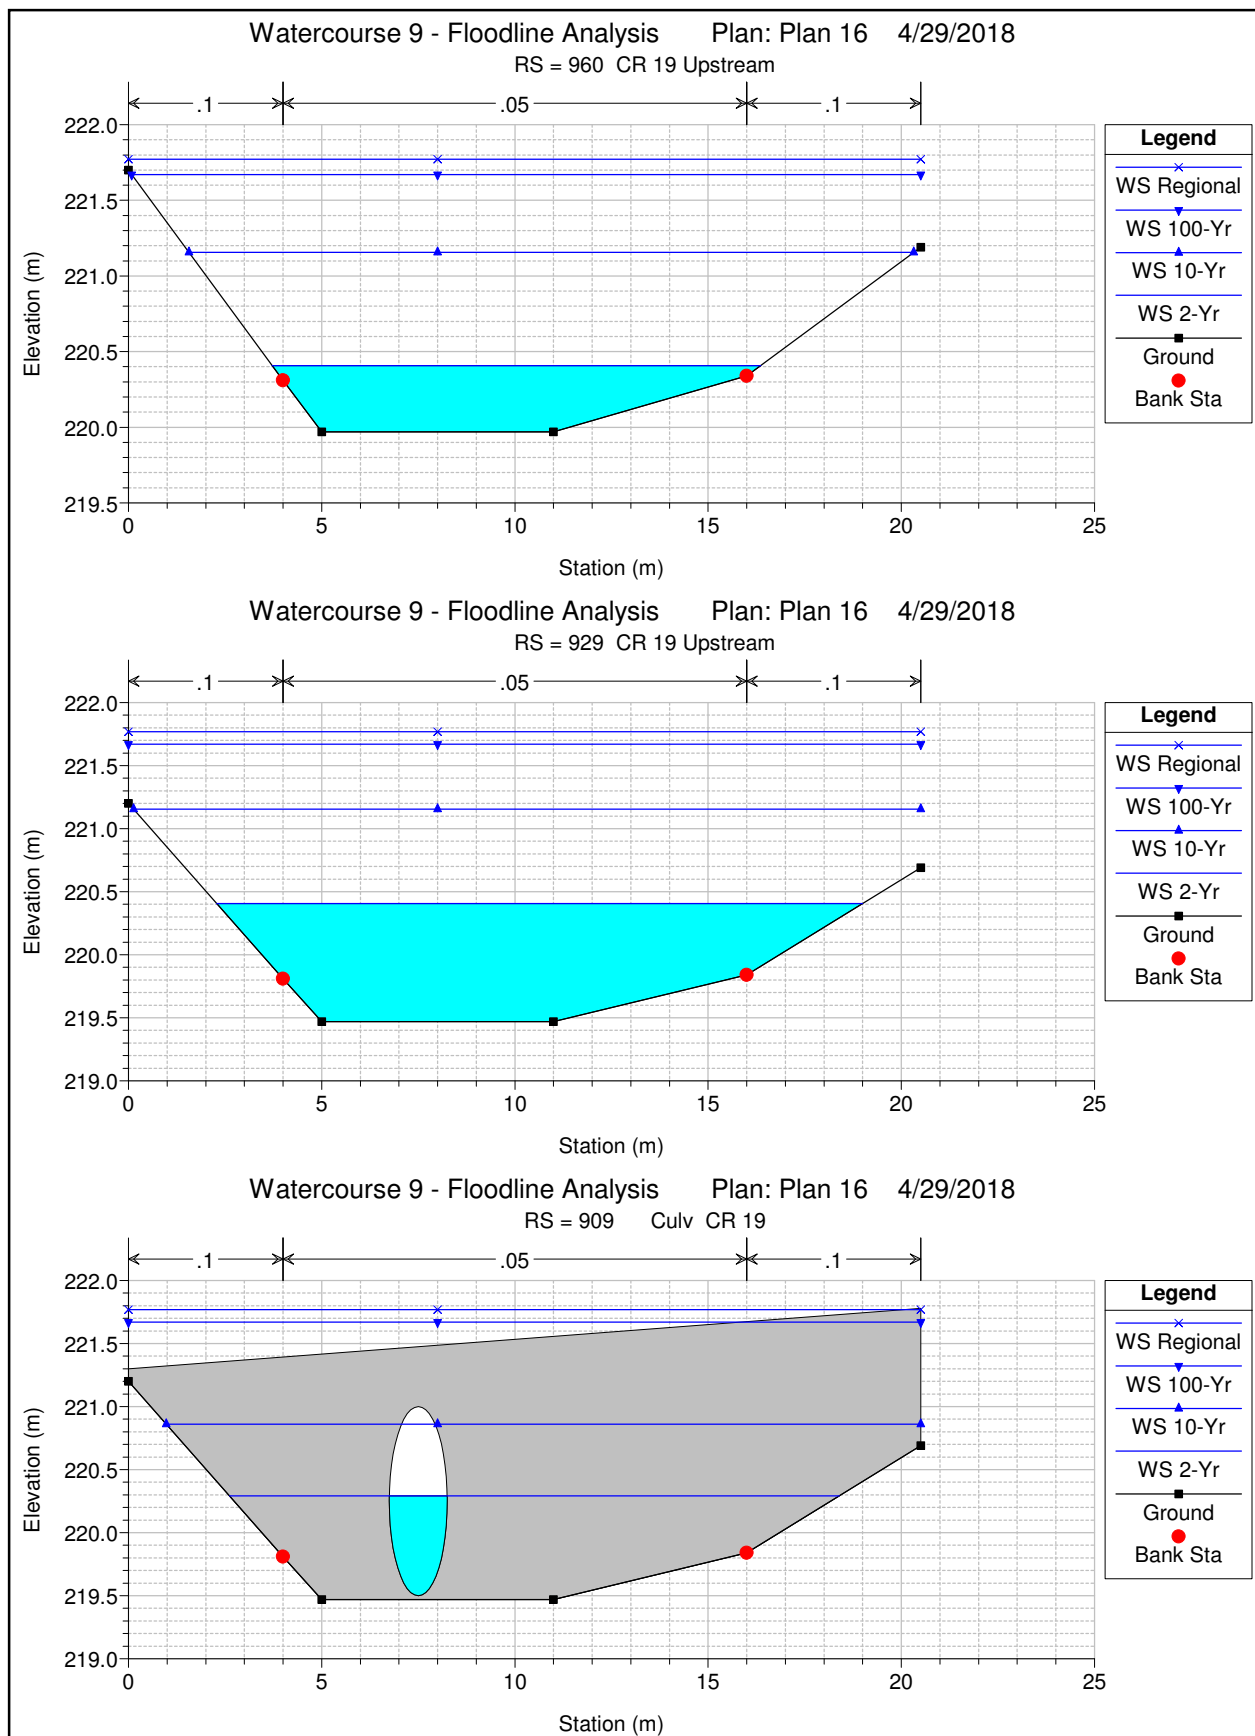 Watercourse 9 - Floodline Analysis Plan: Plan 16 4/29/2018
RS = 960 CR 19 Upstream
.1 .05 .1
222.0
221.5
221.0
220.5
220.0
219.5
Elevation (m)
0 5 10 15 20 25
Station (m)
Legend
WS Regional
WS 100-Yr
WS 10-Yr
WS 2-Yr
Ground
Bank Sta
Watercourse 9 - Floodline Analysis Plan: Plan 16 4/29/2018
RS = 929 CR 19 Upstream
.1 .05 .1
222.0
221.5
221.0
220.5
220.0
219.5
219.0
Elevation (m)
0 5 10 15 20 25
Station (m)
Legend
WS Regional
WS 100-Yr
WS 10-Yr
WS 2-Yr
Ground
Bank Sta
Watercourse 9 - Floodline Analysis Plan: Plan 16 4/29/2018
RS = 909 Culv CR 19
.1 .05 .1
222.0
221.5
221.0
220.5
220.0
219.5
219.0
Elevation (m)
0 5 10 15 20 25
Station (m)
Legend
WS Regional
WS 100-Yr
WS 10-Yr
WS 2-Yr
Ground
Bank Sta